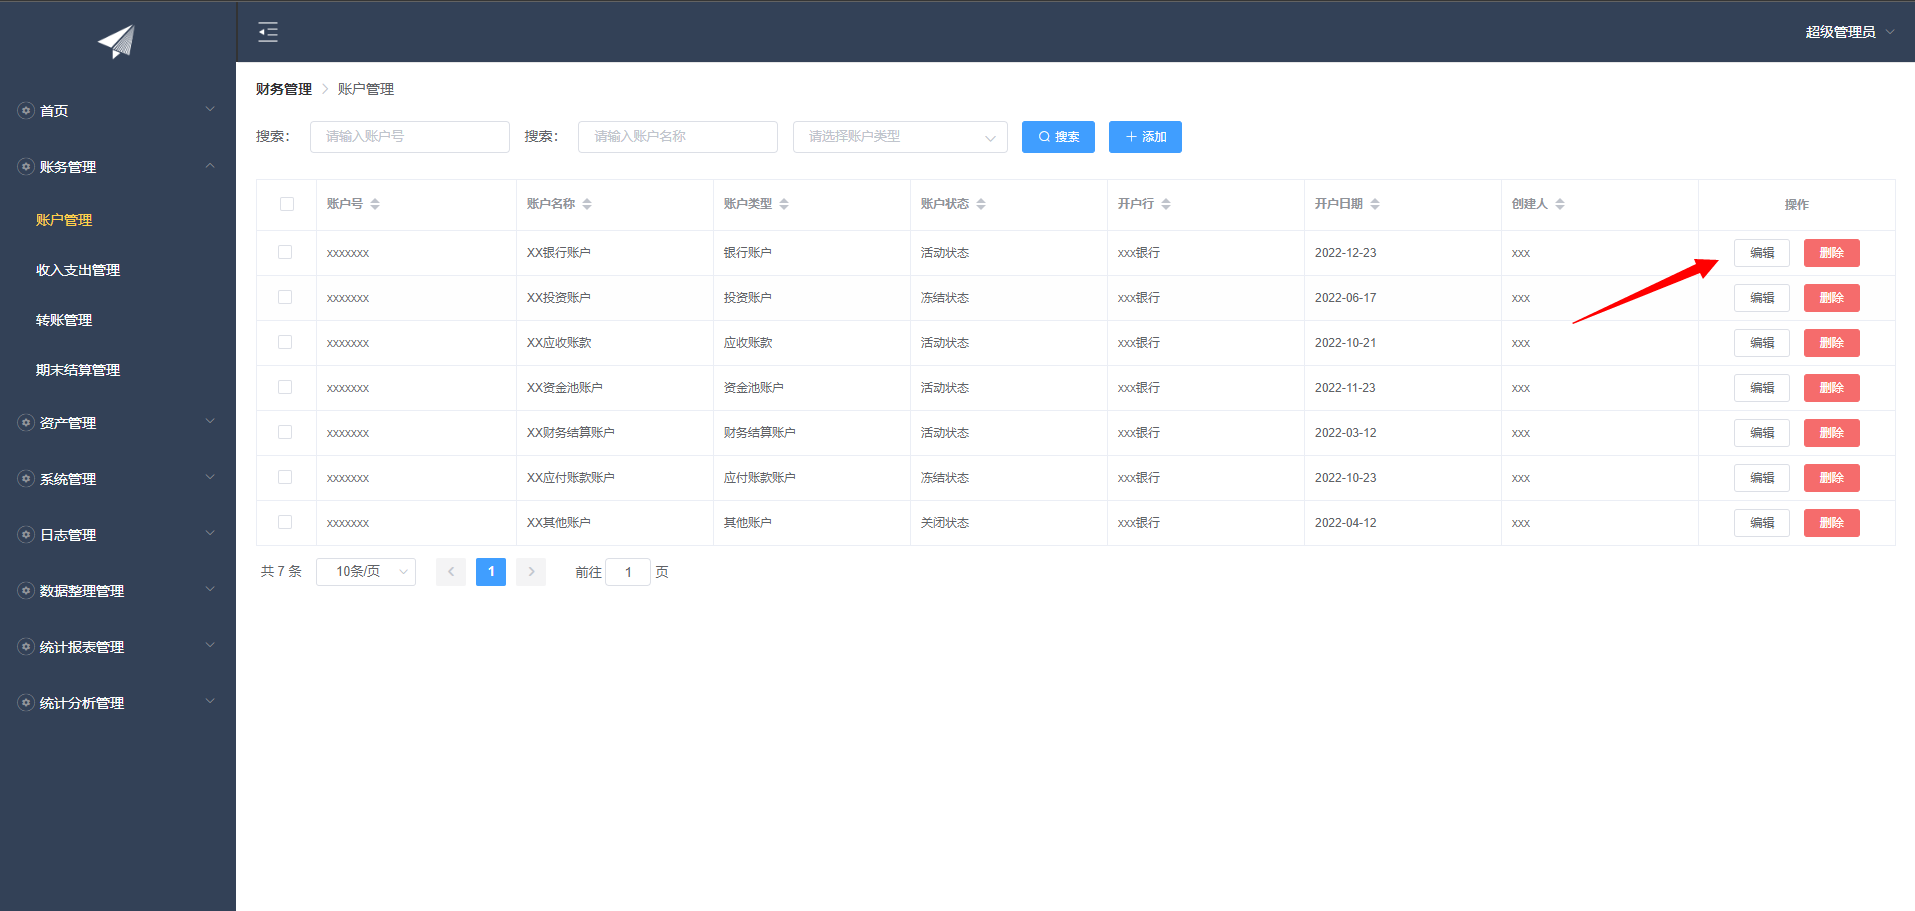 超级管理员
首页
账务管理
账户管理
收入支出管理
转账管理
期末结算管理
资产管理
系统管理
日志管理
数据整理管理
统计报表管理
统计分析管理
财务管理 > 账户管理
搜索： 请输入账户号 搜索： 请输入账户名称 请选择账户类型 搜索 + 添加
账户号 账户名称 账户类型 账户状态 开户行 开户日期 创建人 操作
xxxxxxx XX银行账户 银行账户 活动状态 xxx银行 2022-12-23 xxx 编辑 删除
xxxxxxx XX投资账户 投资账户 冻结状态 xxx银行 2022-06-17 xxx 编辑 删除
xxxxxxx XX应收账款 应收账款 活动状态 xxx银行 2022-10-21 xxx 编辑 删除
xxxxxxx XX资金池账户 资金池账户 活动状态 xxx银行 2022-11-23 xxx 编辑 删除
xxxxxxx XX财务结算账户 财务结算账户 活动状态 xxx银行 2022-03-12 xxx 编辑 删除
xxxxxxx XX应付账款账户 应付账款账户 冻结状态 xxx银行 2022-10-23 xxx 编辑 删除
xxxxxxx XX其他账户 其他账户 关闭状态 xxx银行 2022-04-12 xxx 编辑 删除
共 7 条 10条/页 < 1 > 前往 1 页